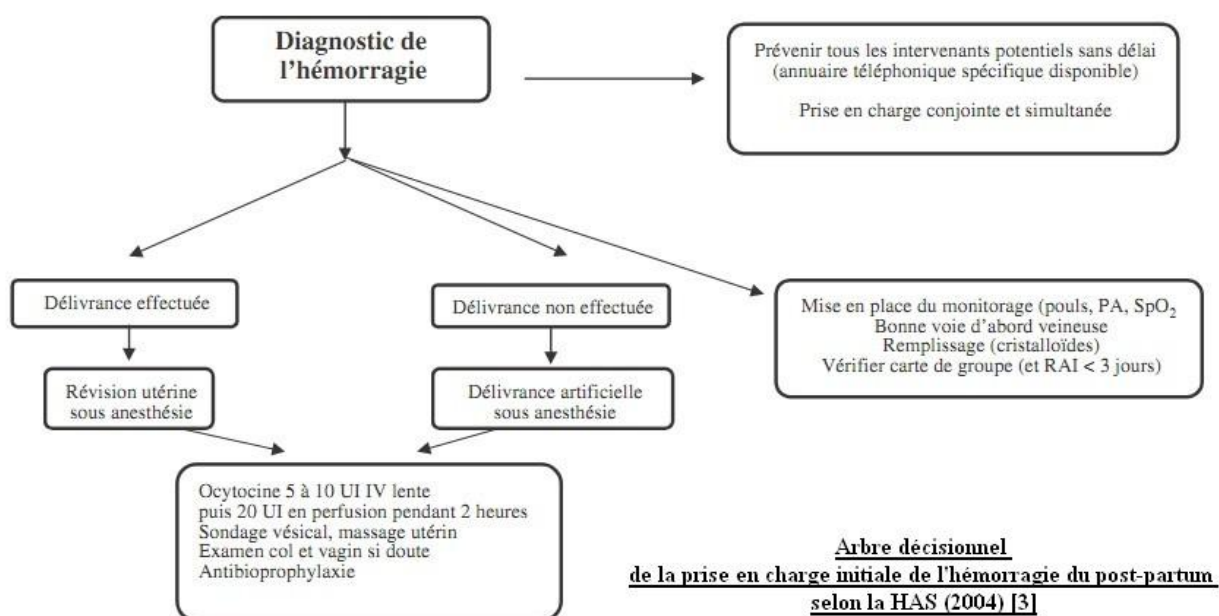 Diagnostic de
l'hémorragie
Prévenir tous les intervenants potentiels sans délai
(annuaire téléphonique spécifique disponible)
Prise en charge conjointe et simultanée
Délivrance effectuée
Délivrance non effectuée
Mise en place du monitorage (pouls, PA, SpO₂
Bonne voie d'abord veineuse
Remplissage (cristalloïdes)
Vérifier carte de groupe (et RAI < 3 jours)
Révision utérine
sous anesthésie
Délivrance artificielle
sous anesthésie
Ocytocine 5 à 10 UI IV lente
puis 20 UI en perfusion pendant 2 heures
Sondage vésical, massage utérin
Examen col et vagin si doute
Antibioprophylaxie
Arbre décisionnel
de la prise en charge initiale de l'hémorragie du post-partum
selon la HAS (2004) [3]